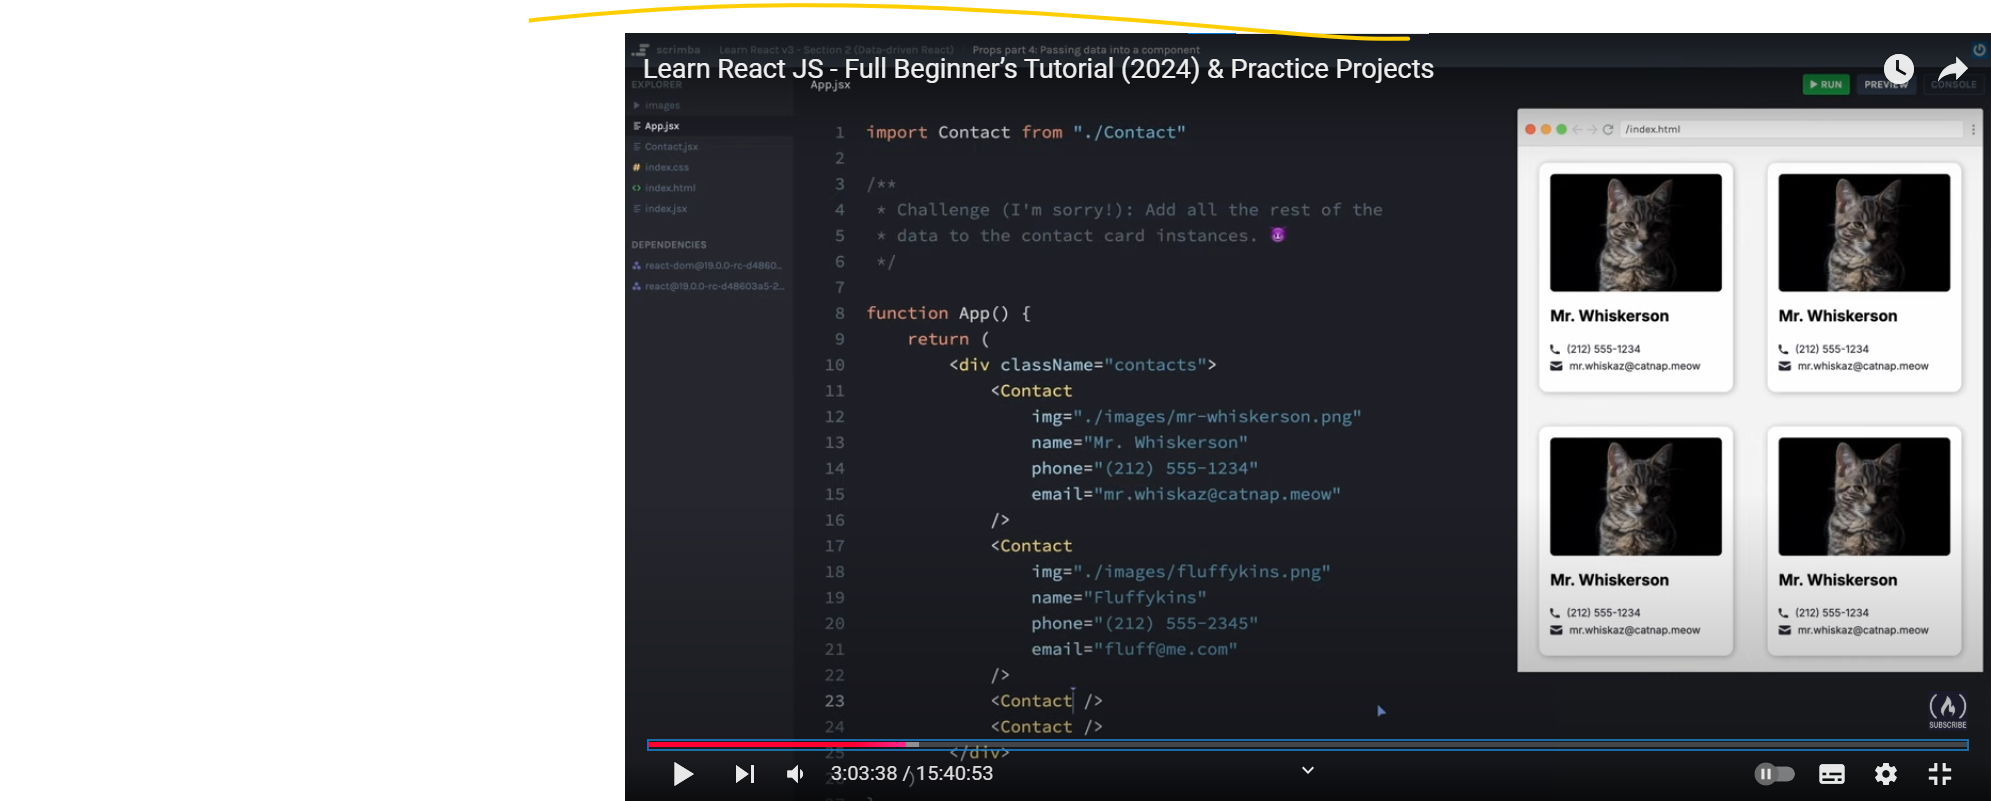 scrimba Learn React v3 - Section 2 (Data-driven React) Props part 4: Passing data into a component
Learn React JS - Full Beginner's Tutorial (2024) & Practice Projects
EXPLORER
images
App.jsx
Contact.jsx
index.css
index.html
index.jsx
DEPENDENCIES
react-dom@19.0.0-rc-d4860...
react@19.0.0-rc-d48603a5-2...
App.jsx
RUN PREVIEW CONSOLE
1 import Contact from "./Contact"
2
3 /**
4 * Challenge (I'm sorry!): Add all the rest of the
5 * data to the contact card instances. 😈
6 */
7
8 function App() {
9 return (
10 <div className="contacts">
11 <Contact
12 img="./images/mr-whiskerson.png"
13 name="Mr. Whiskerson"
14 phone="(212) 555-1234"
15 email="mr.whiskaz@catnap.meow"
16 />
17 <Contact
18 img="./images/fluffykins.png"
19 name="Fluffykins"
20 phone="(212) 555-2345"
21 email="fluff@me.com"
22 />
23 <Contact />
24 <Contact />
25 </div>
)
/index.html
Mr. Whiskerson
(212) 555-1234
mr.whiskaz@catnap.meow
Mr. Whiskerson
(212) 555-1234
mr.whiskaz@catnap.meow
Mr. Whiskerson
(212) 555-1234
mr.whiskaz@catnap.meow
Mr. Whiskerson
(212) 555-1234
mr.whiskaz@catnap.meow
SUBSCRIBE
3:03:38 / 15:40:53